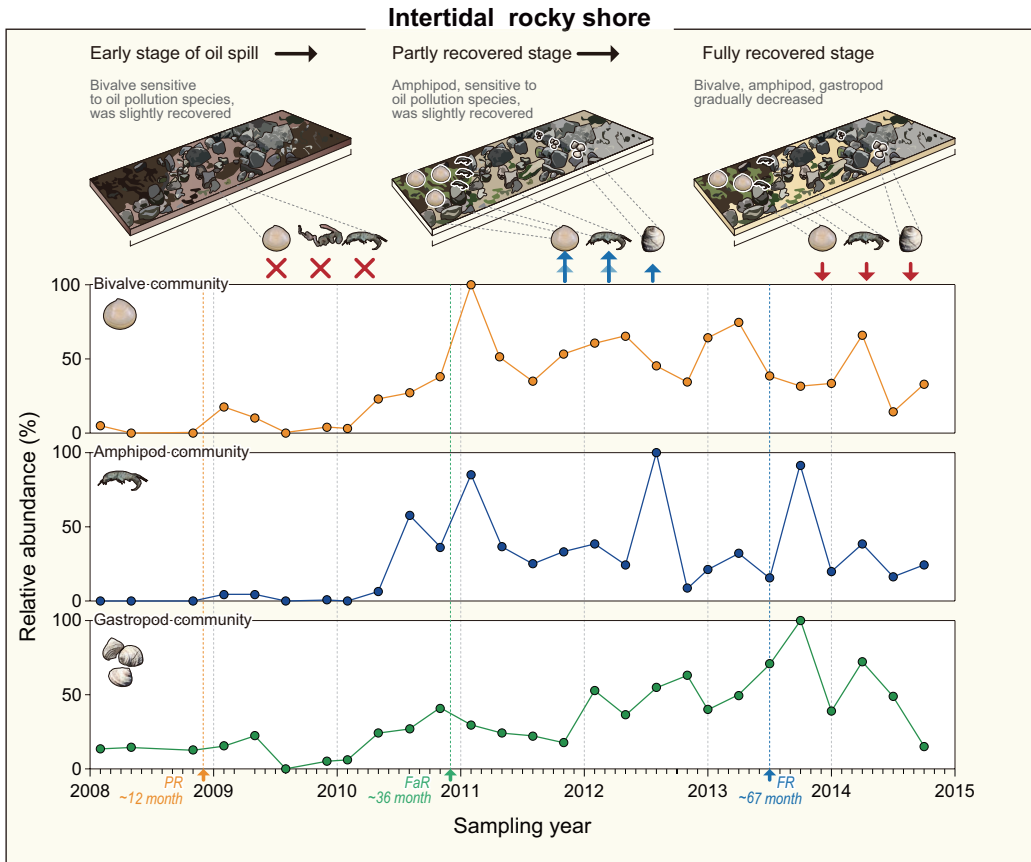 Intertidal rocky shore
Early stage of oil spill
Bivalve sensitive
to oil pollution species,
was slightly recovered
Partly recovered stage
Amphipod, sensitive to
oil pollution species,
was slightly recovered
Fully recovered stage
Bivalve, amphipod, gastropod
gradually decreased
Relative abundance (%)
Bivalve community
100
50
0
Amphipod community
100
50
0
Gastropod community
100
50
0
PR
~12 month
FaR
~36 month
FR
~67 month
2008 2009 2010 2011 2012 2013 2014 2015
Sampling year